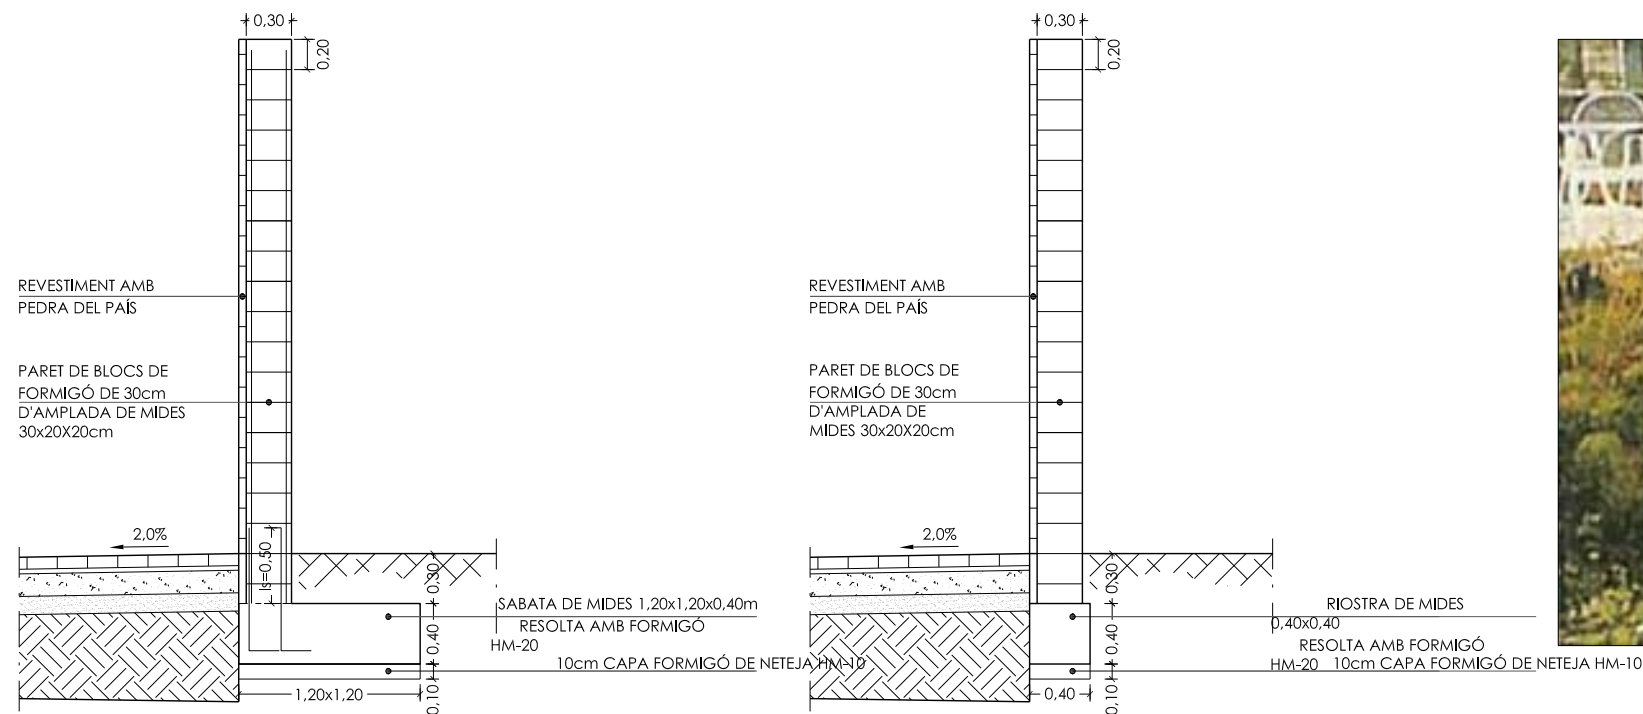 0,30
0,20
REVESTIMENT AMB
PEDRA DEL PAÍS
PARET DE BLOCS DE
FORMIGÓ DE 30cm
D'AMPLADA DE MIDES
30x20X20cm
2,0%
ls=0,50
0,30
SABATA DE MIDES 1,20x1,20x0,40m
RESOLTA AMB FORMIGÓ
HM-20
0,40
10cm CAPA FORMIGÓ DE NETEJA HM-10
1,20x1,20
0,10
0,30
0,20
REVESTIMENT AMB
PEDRA DEL PAÍS
PARET DE BLOCS DE
FORMIGÓ DE 30cm
D'AMPLADA DE
MIDES 30x20X20cm
2,0%
0,30
RIOSTRA DE MIDES
0,40x0,40
RESOLTA AMB FORMIGÓ
HM-20
0,40
10cm CAPA FORMIGÓ DE NETEJA HM-10
0,40
0,10